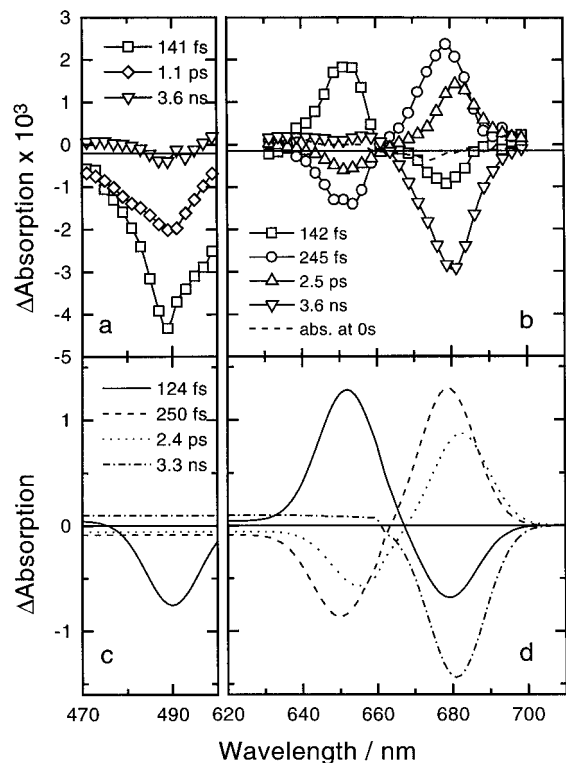 3
2
1
0
-1
-2
-3
-4
-5
ΔAbsorption x 10³
141 fs
1.1 ps
3.6 ns
a
142 fs
245 fs
2.5 ps
3.6 ns
abs. at 0s
b
1
0
-1
ΔAbsorption
124 fs
250 fs
2.4 ps
3.3 ns
c
d
470 490 620 640 660 680 700
Wavelength / nm